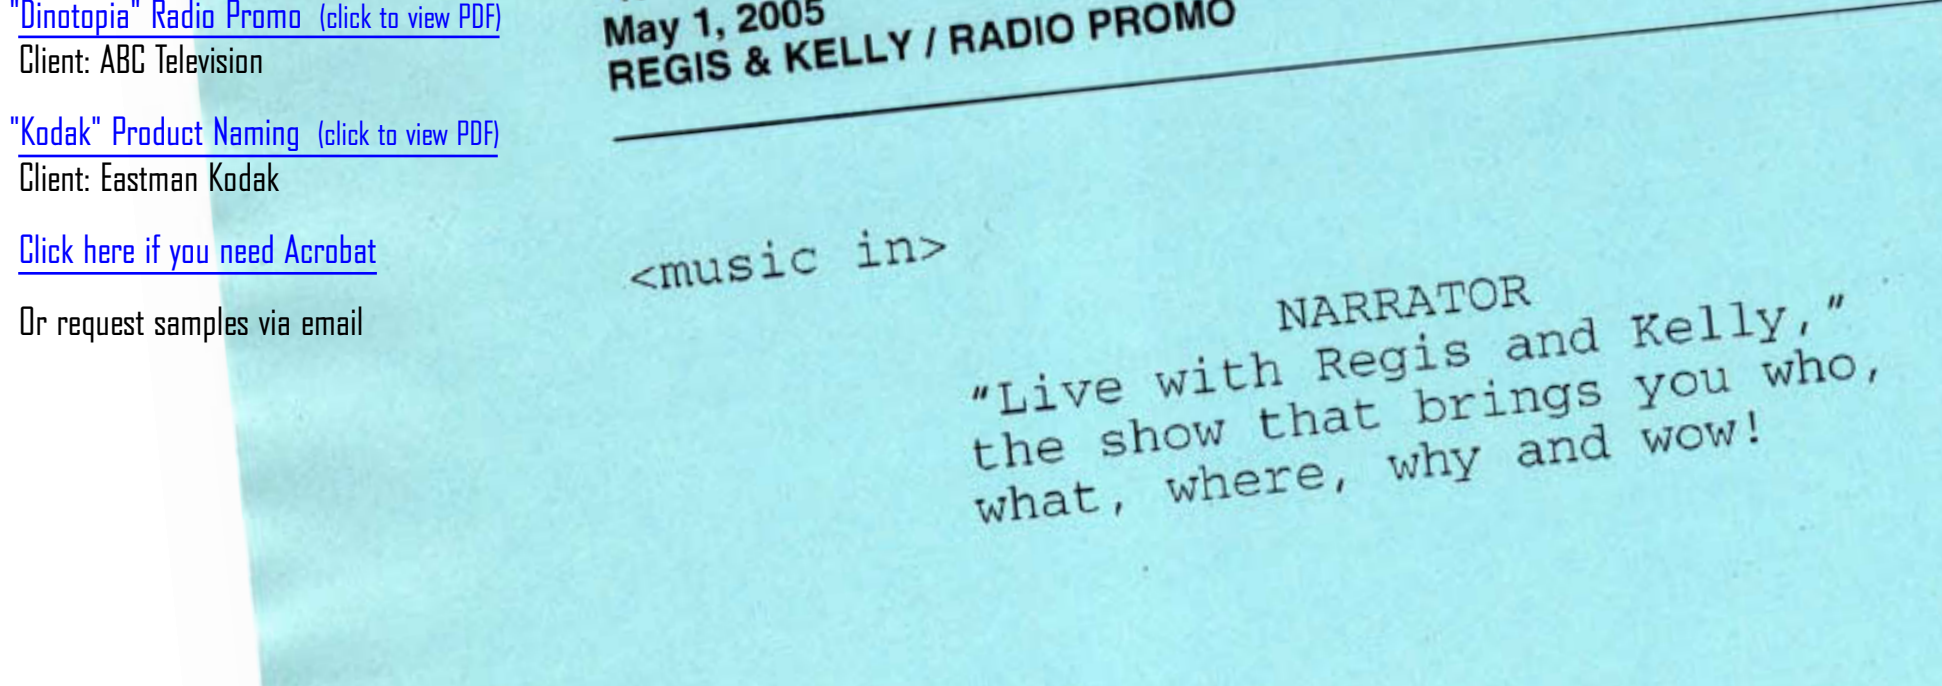 "Dinotopia" Radio Promo (click to view PDF)
Client: ABC Television
"Kodak" Product Naming (click to view PDF)
Client: Eastman Kodak
Click here if you need Acrobat
Or request samples via email
May 1, 2005
REGIS & KELLY / RADIO PROMO
<music in>
NARRATOR
"Live with Regis and Kelly,"
the show that brings you who,
what, where, why and wow!